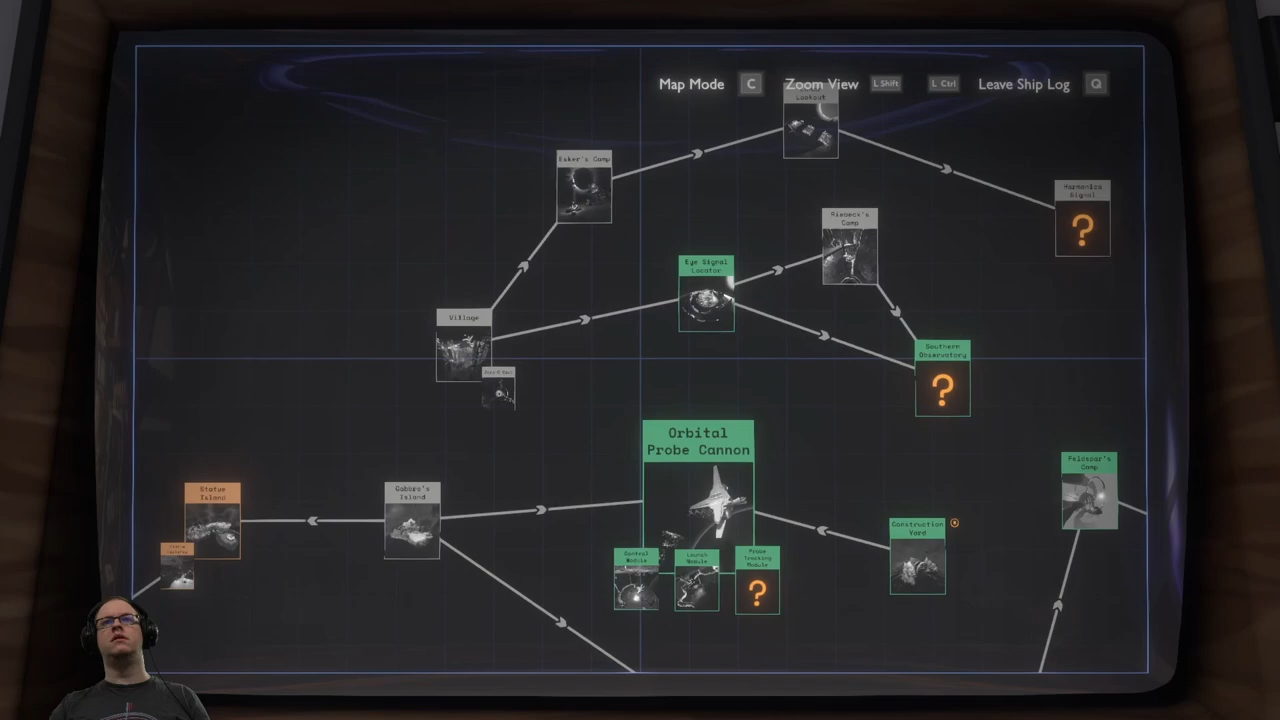 Map Mode C Zoom View L Shift L Ctrl Leave Ship Log Q
Lookout
Esker's Camp
Harmonica
Signal
Riebeck's
Camp
Eye Signal
Locator
Village
Southern
Observatory
?
?
Orbital
Probe Cannon
Felospar's
Camp
Statue
Island
Gabbro's
Island
Construction
Yard
Control
Module
Launch
Module
Probe
Tracking
Module
?